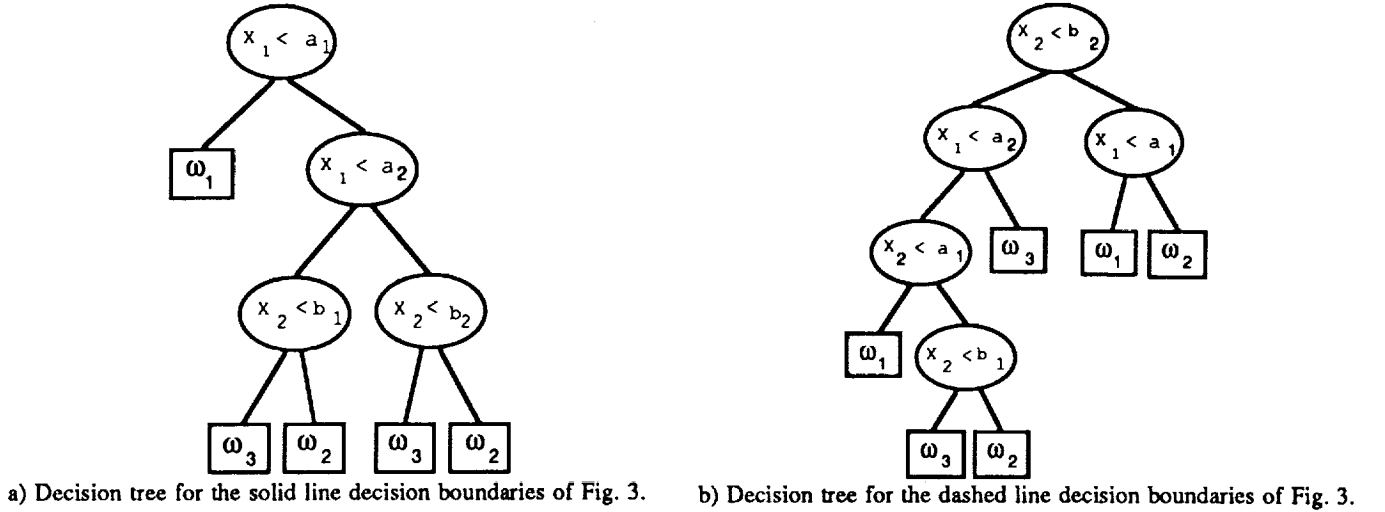 X₁ < a₁
ω₁
X₁ < a₂
X₂ < b₁
X₂ < b₂
ω₃
ω₂
ω₃
ω₂
a) Decision tree for the solid line decision boundaries of Fig. 3.
X₂ < b₂
X₁ < a₂
X₁ < a₁
X₂ < a₁
ω₃
ω₁
ω₂
ω₁
X₂ < b₁
ω₃
ω₂
b) Decision tree for the dashed line decision boundaries of Fig. 3.